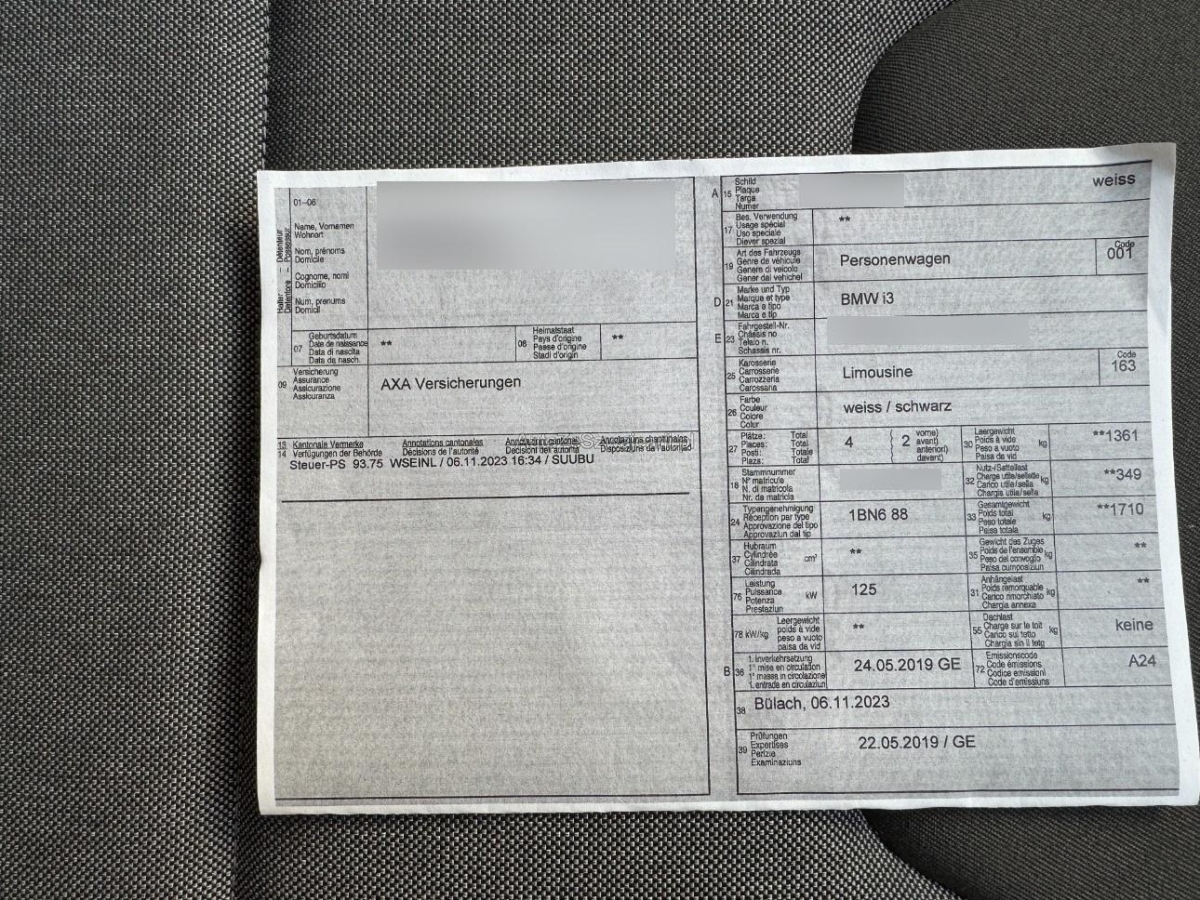 01–06
Name, Vornamen
Wohnort
Nom, prénoms
Domicile
Cognome, nomi
Domicilio
Num, prenums
Domicil
07 Geburtsdatum
Date de naissance
Data di nascita
Data da nasch.
**
08 Heimatstaat
Pays d'origine
Paese d'origine
Stadi d'origin
**
09 Versicherung
Assurance
Assicurazione
Assicuranza
AXA Versicherungen
13 Kantonale Vermerke Annotations cantonales
14 Verfügungen der Behörde Décisions de l'autorité Decisioni dell'autorità Disposiziuns da l'autoritad
Steuer-PS 93.75 WSEINL / 06.11.2023 16:34 / SUUBU
A 15 Schild
Plaque
Targa
Numer
weiss
17 Bes. Verwendung
Usage spécial
Uso speciale
Diever spezial
**
19 Art des Fahrzeugs
Genre de véhicule
Genere di veicolo
Gener dal vehichel
Personenwagen
Code
001
D 21 Marke und Typ
Marque et type
Marca e tipo
Marca e tip
BMW i3
E 23 Fahrgestell-Nr.
Châssis no
Telaio n.
Schassis nr.
25 Karosserie
Carrosserie
Carrozzeria
Carossaria
Limousine
Code
163
26 Farbe
Couleur
Colore
Color
weiss / schwarz
27 Plätze: Total
Places: Total
Posti: Totale
Plazs: Total
4 { 2 vorne)
avant)
anteriori)
davant)
30 Leergewicht
Poids à vide kg
Peso a vuoto
Paisa da vid
**1361
18 Stammnummer
N° matricule
N. di matricola
Nr. da matricla
32 Nutz-/Sattellast
Charge utile/sellette kg
Carico utile/sella
Chargia utila/sella
**349
24 Typengenehmigung
Réception par type
Approvazione del tipo
Approvaziun dal tip
1BN6 88
33 Gesamtgewicht
Poids total kg
Peso totale
Paisa totala
**1710
37 Hubraum
Cylindrée cm³
Cilindrata
Cilindrada
**
35 Gewicht des Zuges
Poids de l'ensemble kg
Peso del convoglio
Paisa cumposiziun
**
76 Leistung
Puissance kW
Potenza
Prestaziun
125
31 Anhängelast
Poids remorquable kg
Carico rimorchiato
Chargia annexa
**
78 kW/kg Leergewicht
poids à vide
peso a vuoto
paisa da vid
**
55 Dachlast
Charge sur le toit kg
Carico sul tetto
Chargia sin il tetg
keine
B 36 1. Inverkehrsetzung
1re mise en circulation
1a messa in circolazione
1. entrada en circulaziun
24.05.2019 GE
72 Emissionscode
Code émissions
Codice emissioni
Code d'emissiuns
A24
38 Bülach, 06.11.2023
39 Prüfungen
Expertises
Perizie
Examinaziuns
22.05.2019 / GE